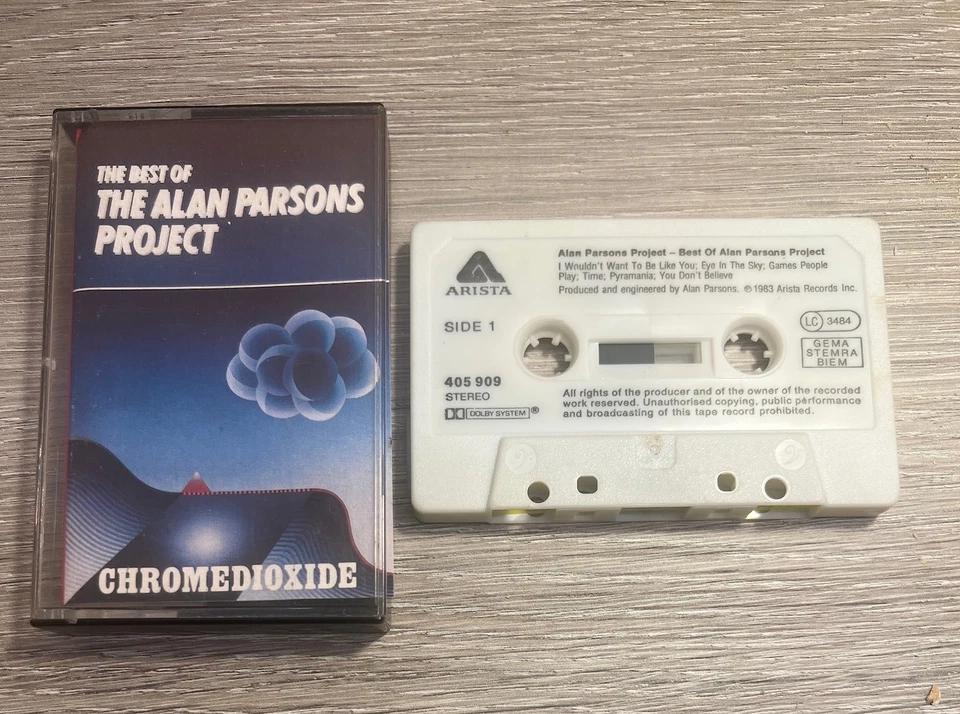 THE BEST OF
THE ALAN PARSONS
PROJECT
CHROMEDIOXIDE
ARISTA
Alan Parsons Project – Best Of Alan Parsons Project
I Wouldn't Want To Be Like You; Eye In The Sky; Games People
Play; Time; Pyramania; You Don't Believe
Produced and engineered by Alan Parsons. ℗ 1983 Arista Records Inc.
SIDE 1
LC 3484
GEMA
STEMRA
BIEM
405 909
STEREO
DOLBY SYSTEM ®
All rights of the producer and of the owner of the recorded
work reserved. Unauthorised copying, public performance
and broadcasting of this tape record prohibited.